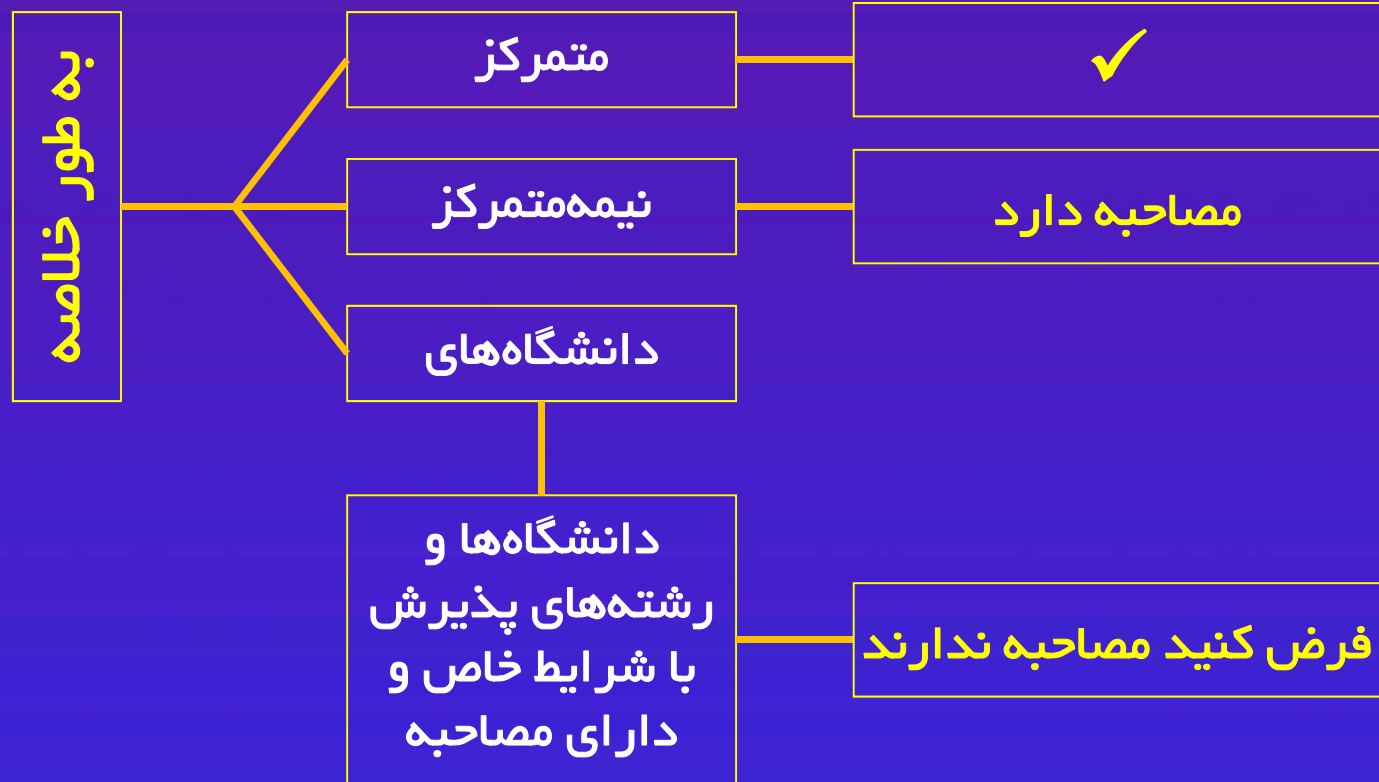 به طور خلاصه
متمرکز
✓
نیمه‌متمرکز
مصاحبه دارد
دانشگاه‌های
دانشگاه‌ها و
رشته‌های پذیرش
با شرایط خاص و
دارای مصاحبه
فرض کنید مصاحبه ندارند